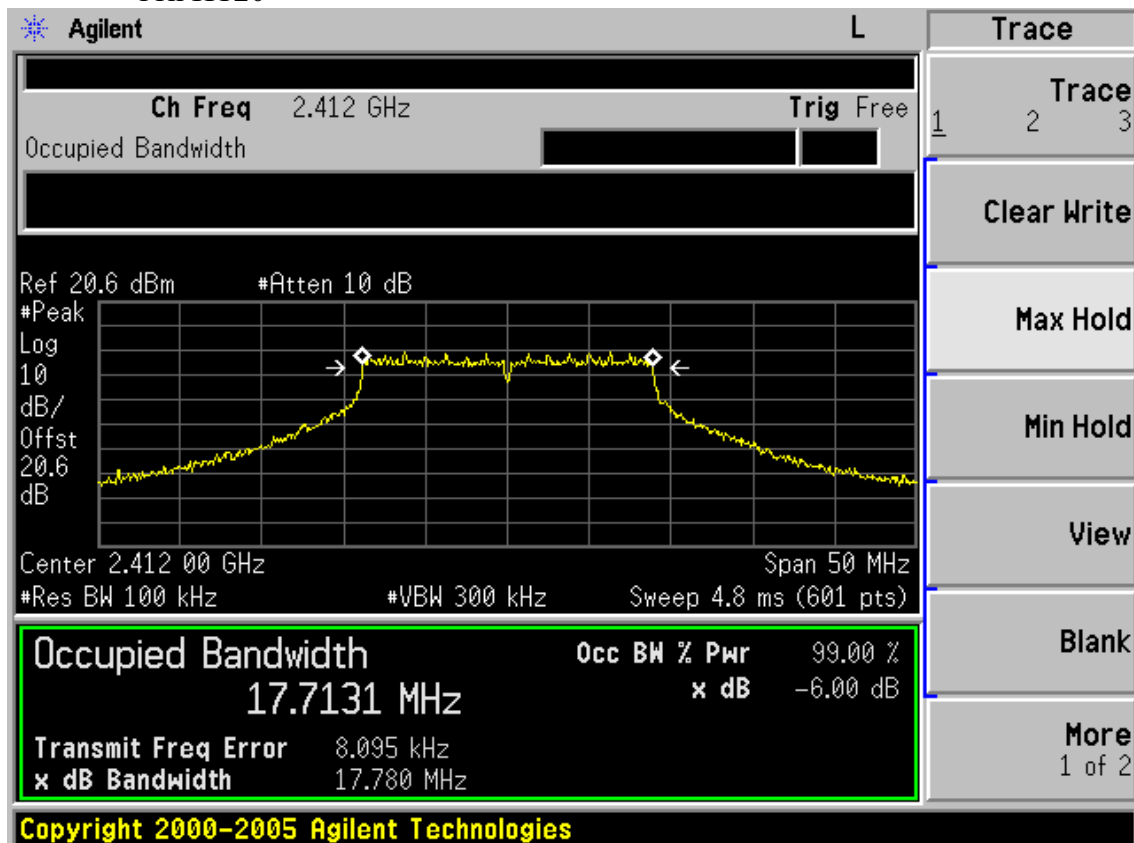 Agilent L Trace
Ch Freq 2.412 GHz Trig Free
Occupied Bandwidth
Trace
1 2 3
Clear Write
Max Hold
Min Hold
View
Blank
More
1 of 2
Ref 20.6 dBm #Atten 10 dB
#Peak
Log
10
dB/
Offst
20.6
dB
Center 2.412 00 GHz Span 50 MHz
#Res BW 100 kHz #VBW 300 kHz Sweep 4.8 ms (601 pts)
Occupied Bandwidth Occ BW % Pwr 99.00 %
17.7131 MHz x dB -6.00 dB
Transmit Freq Error 8.095 kHz
x dB Bandwidth 17.780 MHz
Copyright 2000-2005 Agilent Technologies